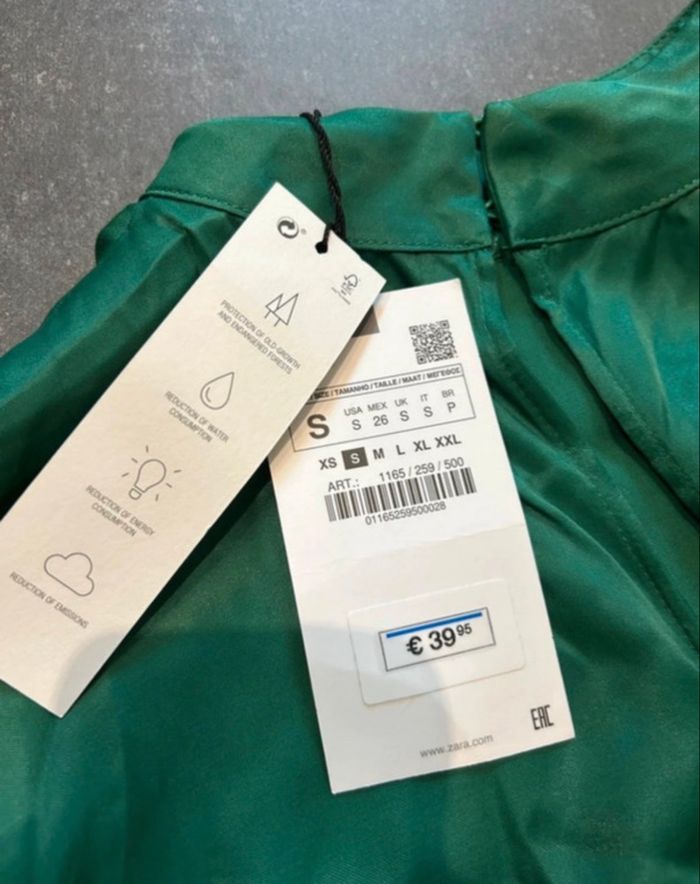 PROTECTION OF OLD-GROWTH
AND ENDANGERED FORESTS
REDUCTION OF WATER
CONSUMPTION
REDUCTION OF ENERGY
CONSUMPTION
REDUCTION OF EMISSIONS
SIZE / TAMANHO / TAILLE / MAAT / ΜΕΓΕΘΟΣ
S
USA MEX UK IT BR
S 26 S S P
XS S M L XL XXL
ART.: 1165 / 259 / 500
01165259500028
€ 39 95
EAC
www.zara.com